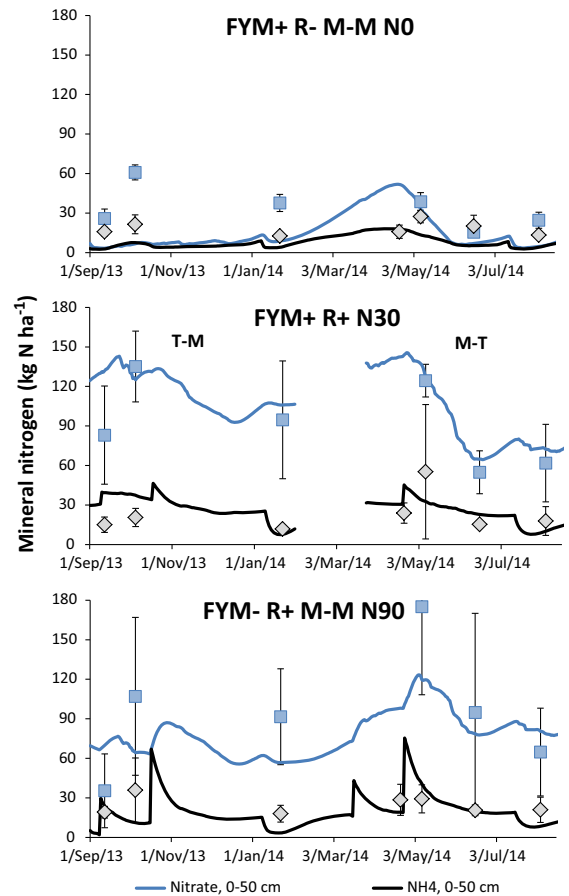 Mineral nitrogen (kg N ha⁻¹)
FYM+ R- M-M N0
180
150
120
90
60
30
0
1/Sep/13 1/Nov/13 1/Jan/14 3/Mar/14 3/May/14 3/Jul/14
FYM+ R+ N30
T-M M-T
180
150
120
90
60
30
0
1/Sep/13 1/Nov/13 1/Jan/14 3/Mar/14 3/May/14 3/Jul/14
FYM- R+ M-M N90
180
150
120
90
60
30
0
1/Sep/13 1/Nov/13 1/Jan/14 3/Mar/14 3/May/14 3/Jul/14
Nitrate, 0-50 cm NH4, 0-50 cm